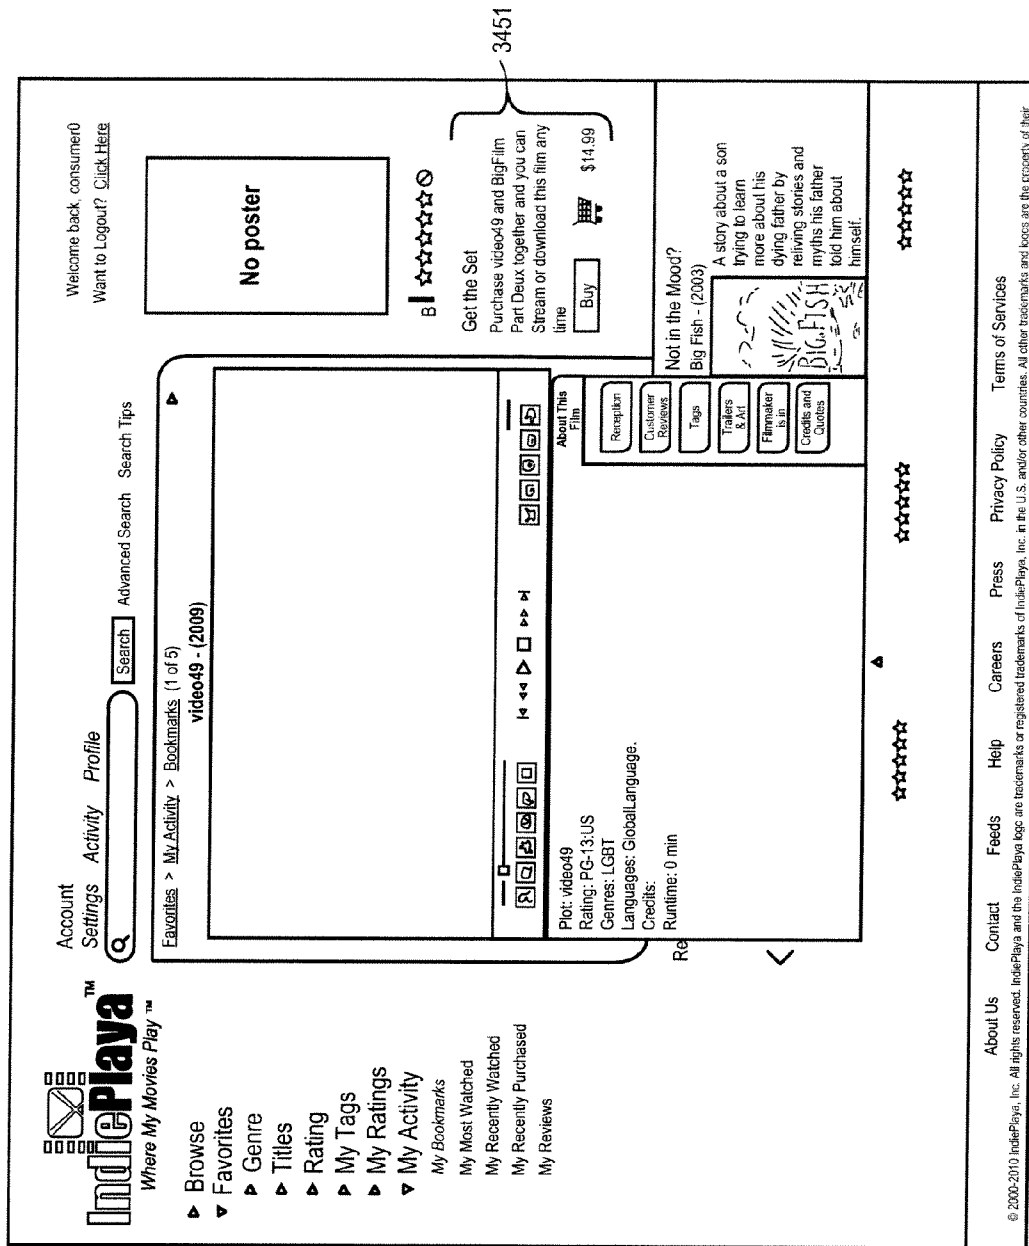 IndiePlaya™
Where My Movies Play ™
Account
Settings Activity Profile
Search Advanced Search Search Tips
Welcome back, consumer0
Want to Logout? Click Here
Browse
Favorites
Genre
Titles
Rating
My Tags
My Ratings
My Activity
My Bookmarks
My Most Watched
My Recently Watched
My Recently Purchased
My Reviews
Favorites > My Activity > Bookmarks (1 of 5)
video49 - (2009)
No poster
B
Get the Set
Purchase video49 and BigFilm
Part Deux together and you can
Stream or download this film any
time
Buy $14.99
3451
Plot: video49
Rating: PG-13:US
Genres: LGBT
Languages: GlobalLanguage.
Credits:
Runtime: 0 min
Re
About This
Film
Reception
Customer
Reviews
Tags
Trailers
& Art
Filmmaker
is in
Credits and
Quotes
Not in the Mood?
Big Fish - (2003)
BIG FISH
A story about a son
trying to learn
more about his
dying father by
reliving stories and
myths his father
told him about
himself.
About Us Contact Feeds Help Careers Press Privacy Policy Terms of Services
© 2000-2010 IndiePlaya, Inc. All rights reserved. IndiePlaya and the IndiePlaya logo are trademarks or registered trademarks of IndiePlaya, Inc. in the U.S. and/or other countries. All other trademarks and logos are the property of their